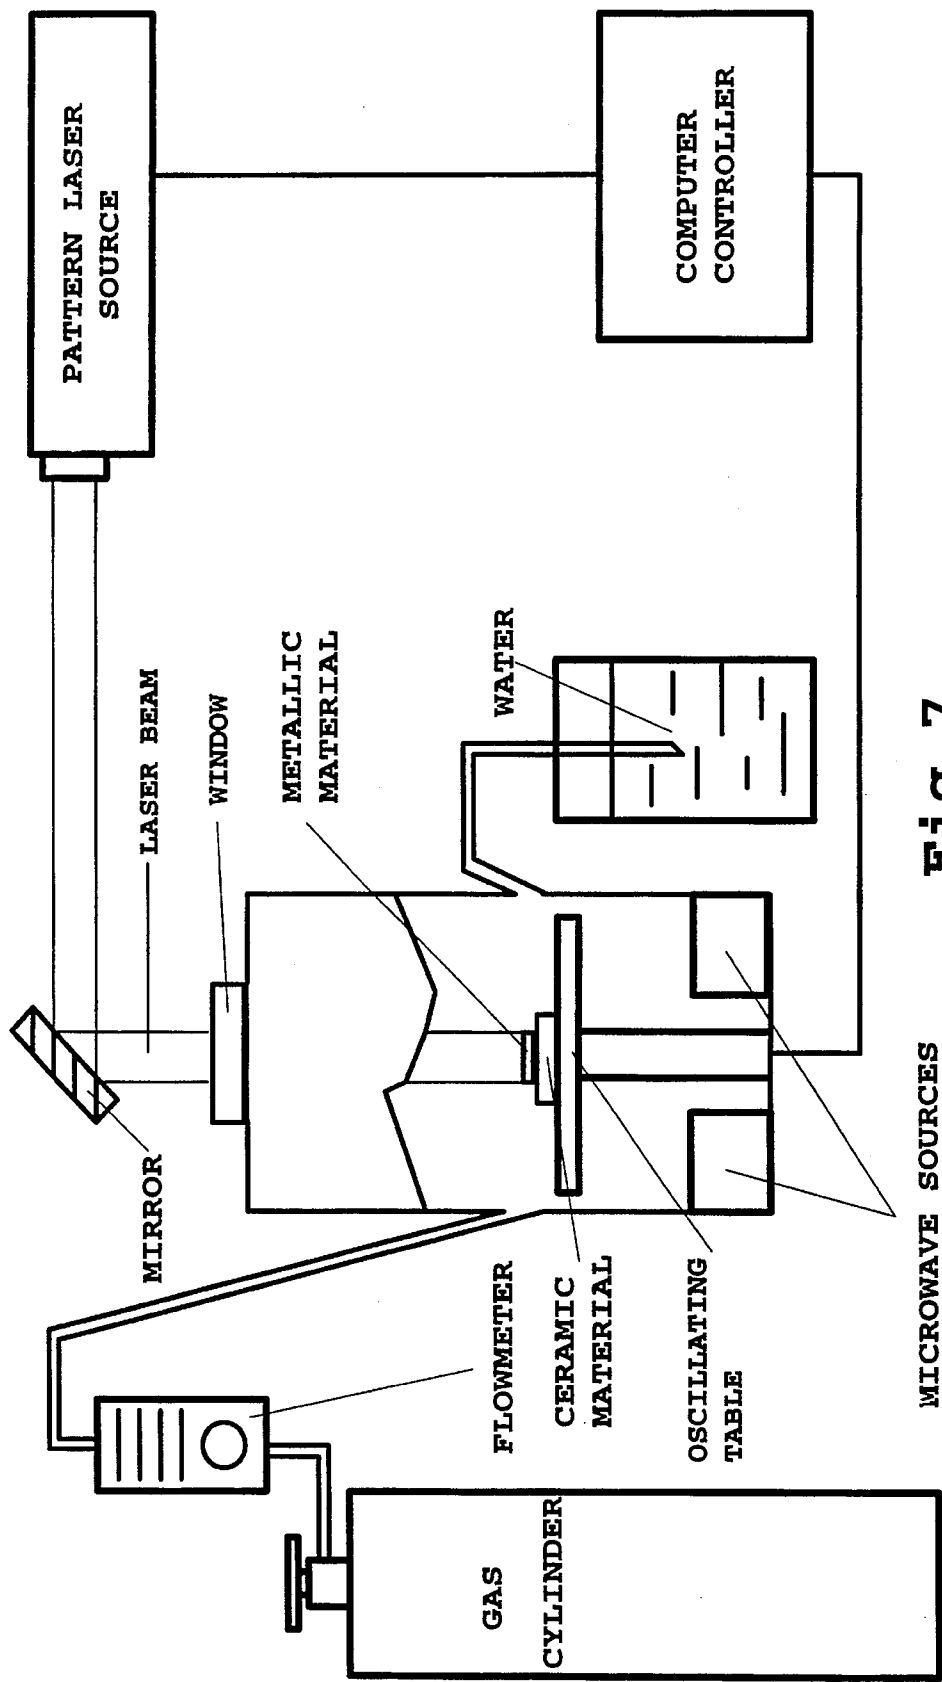 PATTERN LASER
SOURCE
COMPUTER
CONTROLLER
LASER BEAM
WINDOW
METALLIC
MATERIAL
WATER
MIRROR
FLOWMETER
CERAMIC
MATERIAL
OSCILLATING
TABLE
MICROWAVE SOURCES
GAS
CYLINDER
Fig 7